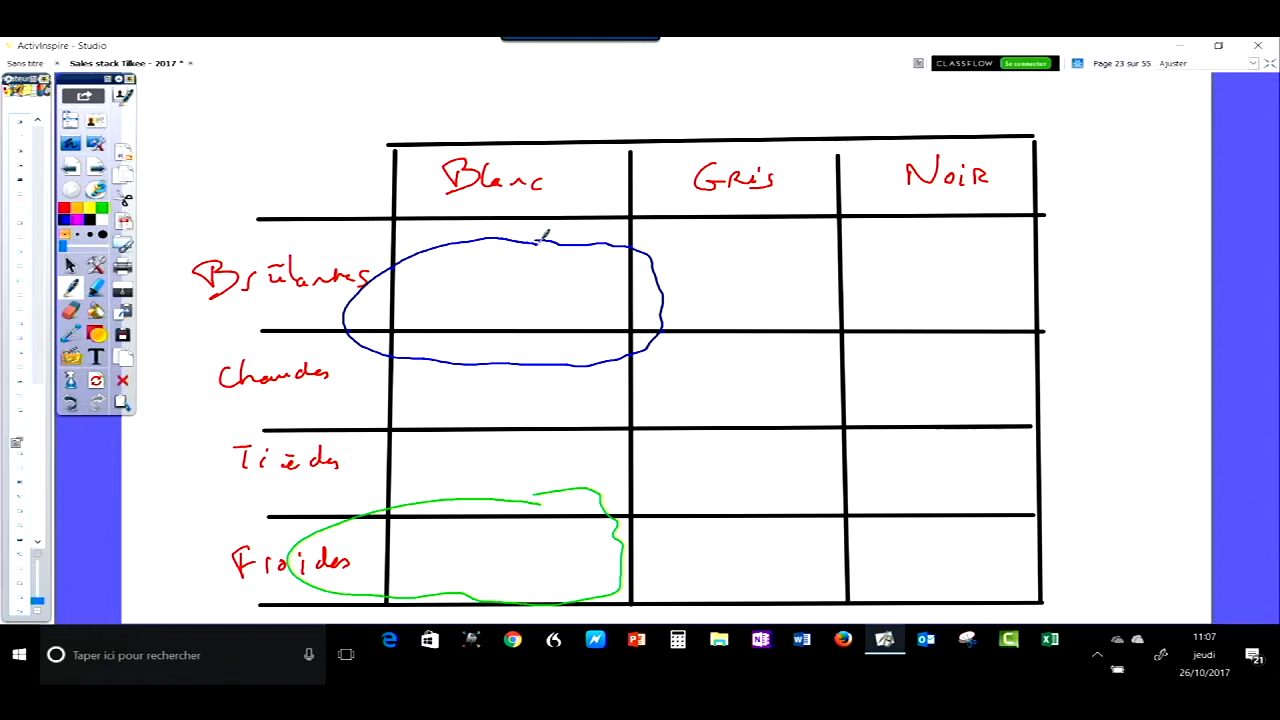 ActivInspire - Studio
Sans titre
Sales stack Tilkee - 2017 *
CLASSFLOW
Se connecter
Page 23 sur 55
Ajuster
Blanc
Gris
Noir
Brûlantes
Chaudes
Tièdes
Froides
Taper ici pour rechercher
11:07
jeudi
26/10/2017
21